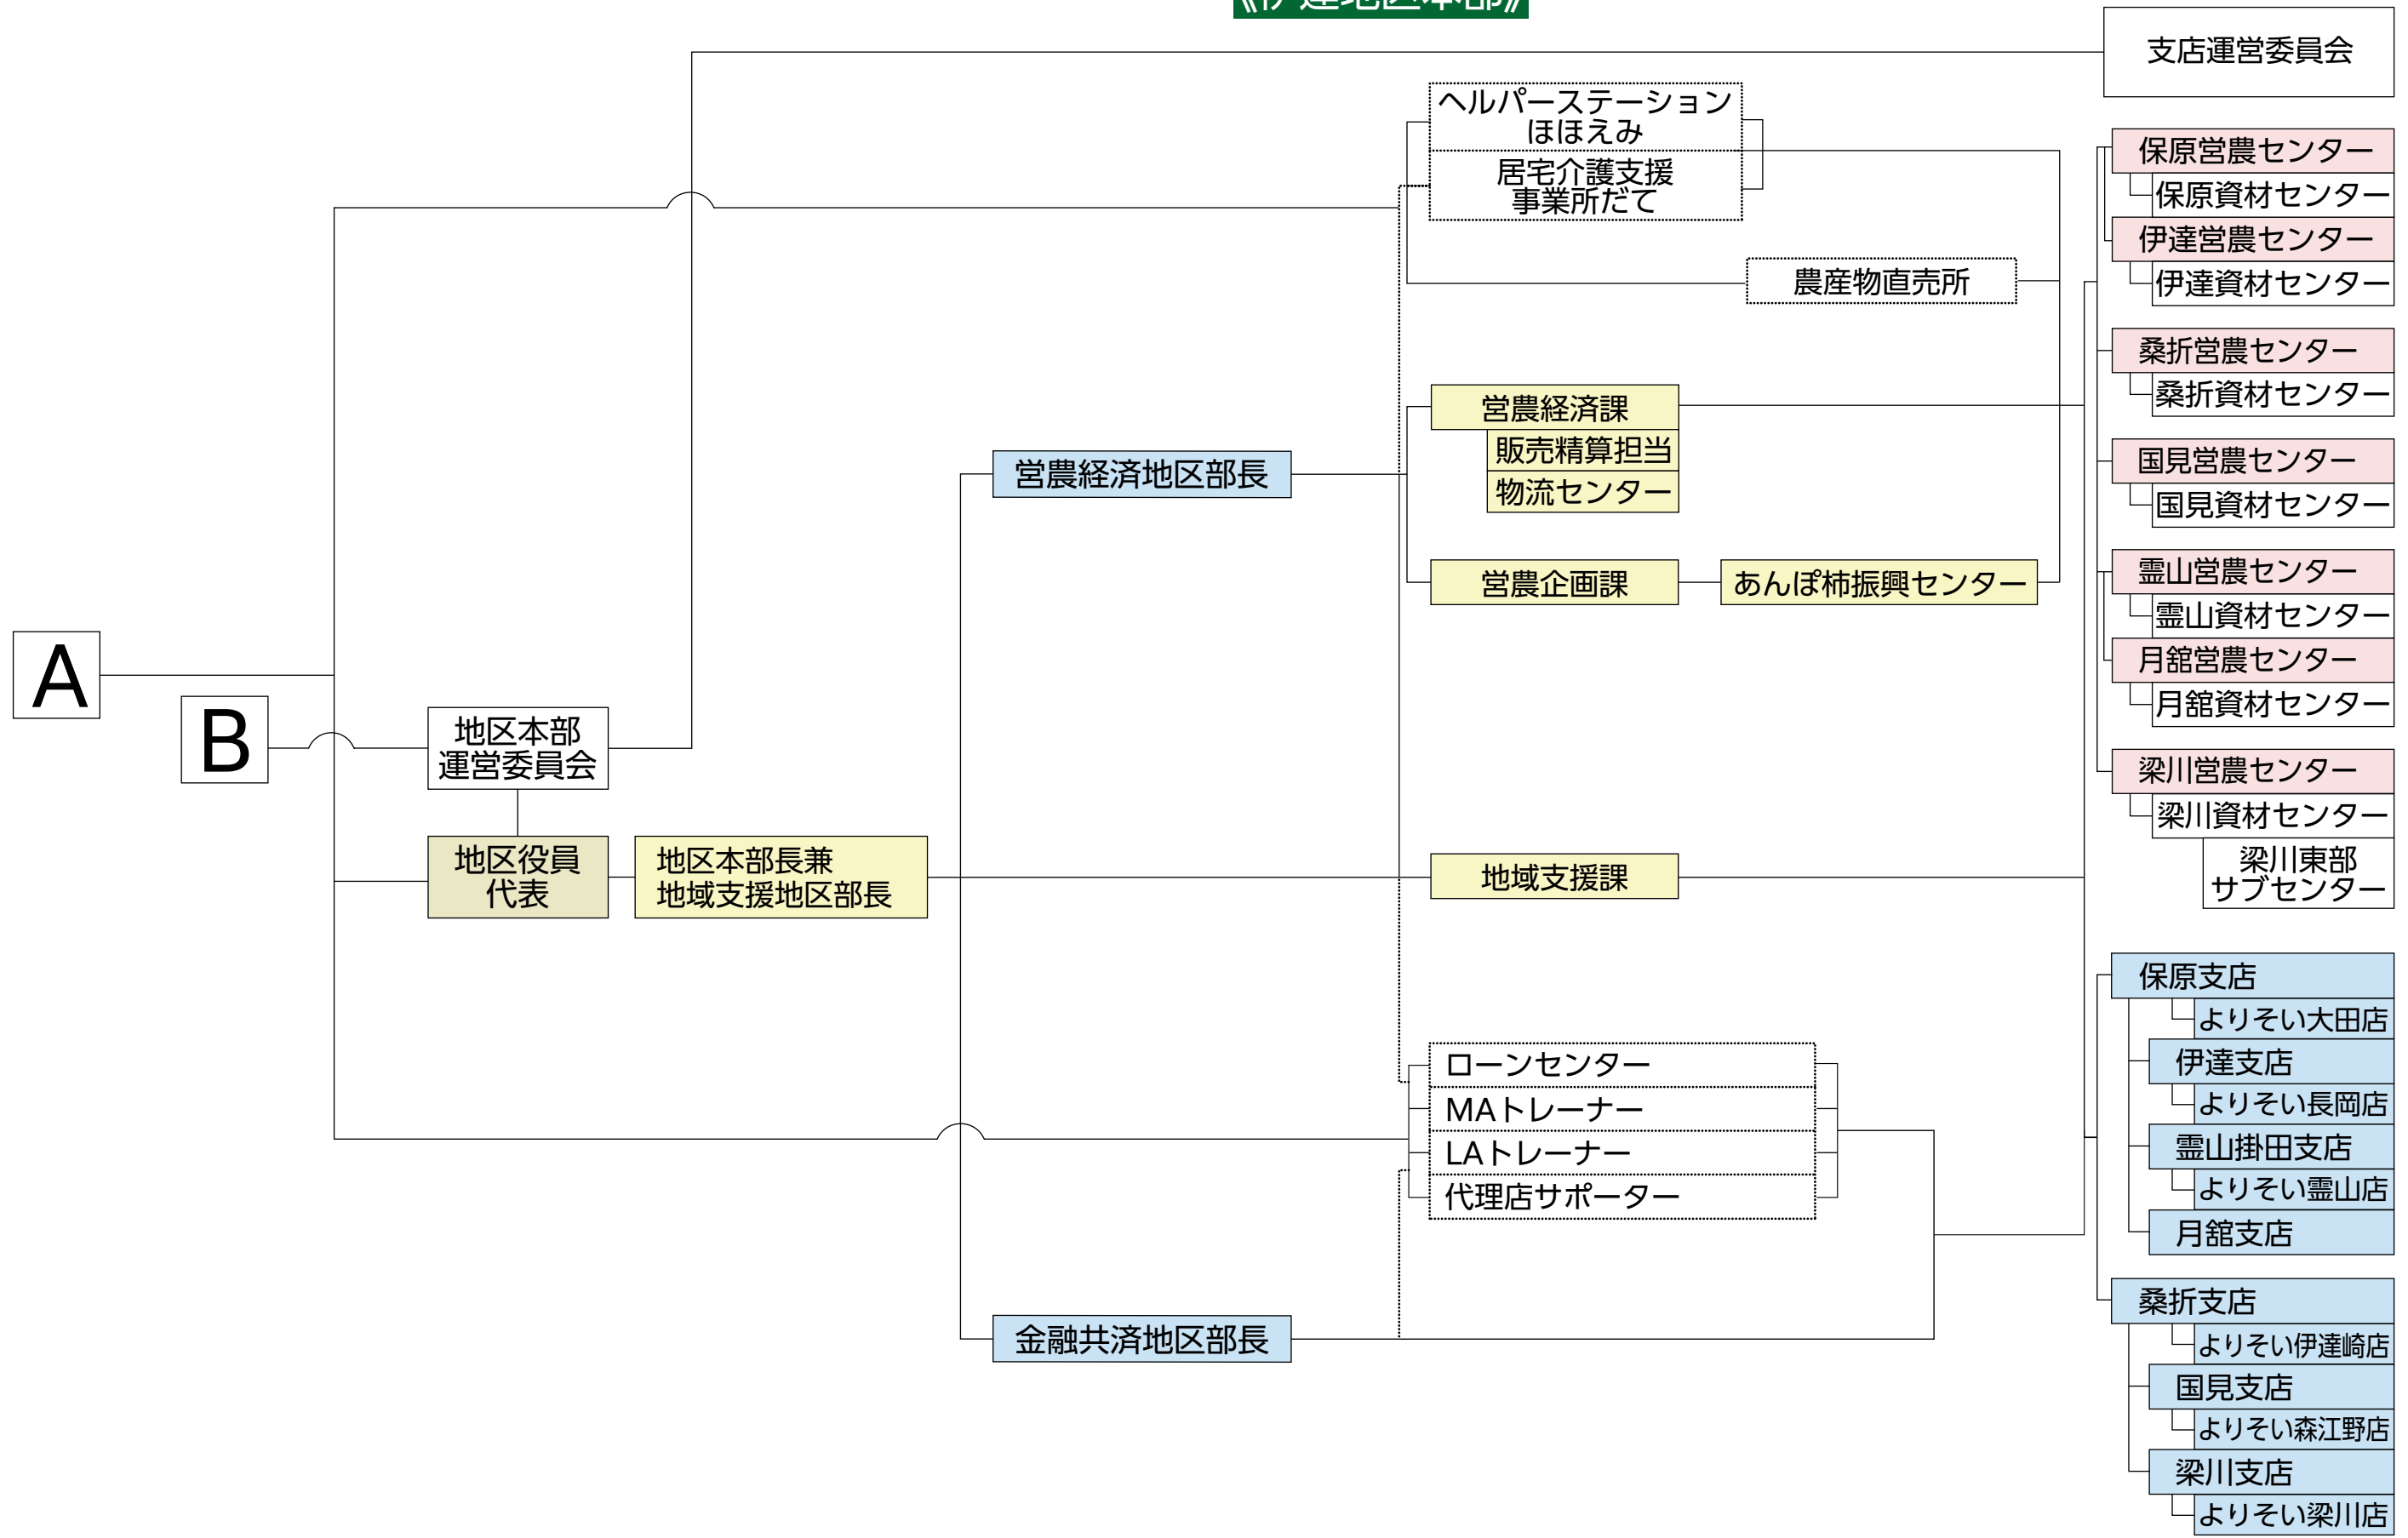 《伊達地区本部》
支店運営委員会
ヘルパーステーション
ほほえみ
居宅介護支援
事業所だて
農産物直売所
営農経済課
販売精算担当
物流センター
営農経済地区部長
営農企画課
あんぽ柿振興センター
A
B
地区本部
運営委員会
地区役員
代表
地区本部長兼
地域支援地区部長
地域支援課
ローンセンター
MAトレーナー
LAトレーナー
代理店サポーター
金融共済地区部長
保原営農センター
保原資材センター
伊達営農センター
伊達資材センター
桑折営農センター
桑折資材センター
国見営農センター
国見資材センター
霊山営農センター
霊山資材センター
月舘営農センター
月舘資材センター
梁川営農センター
梁川資材センター
梁川東部
サブセンター
保原支店
よりそい大田店
伊達支店
よりそい長岡店
霊山掛田支店
よりそい霊山店
月舘支店
桑折支店
よりそい伊達崎店
国見支店
よりそい森江野店
梁川支店
よりそい梁川店